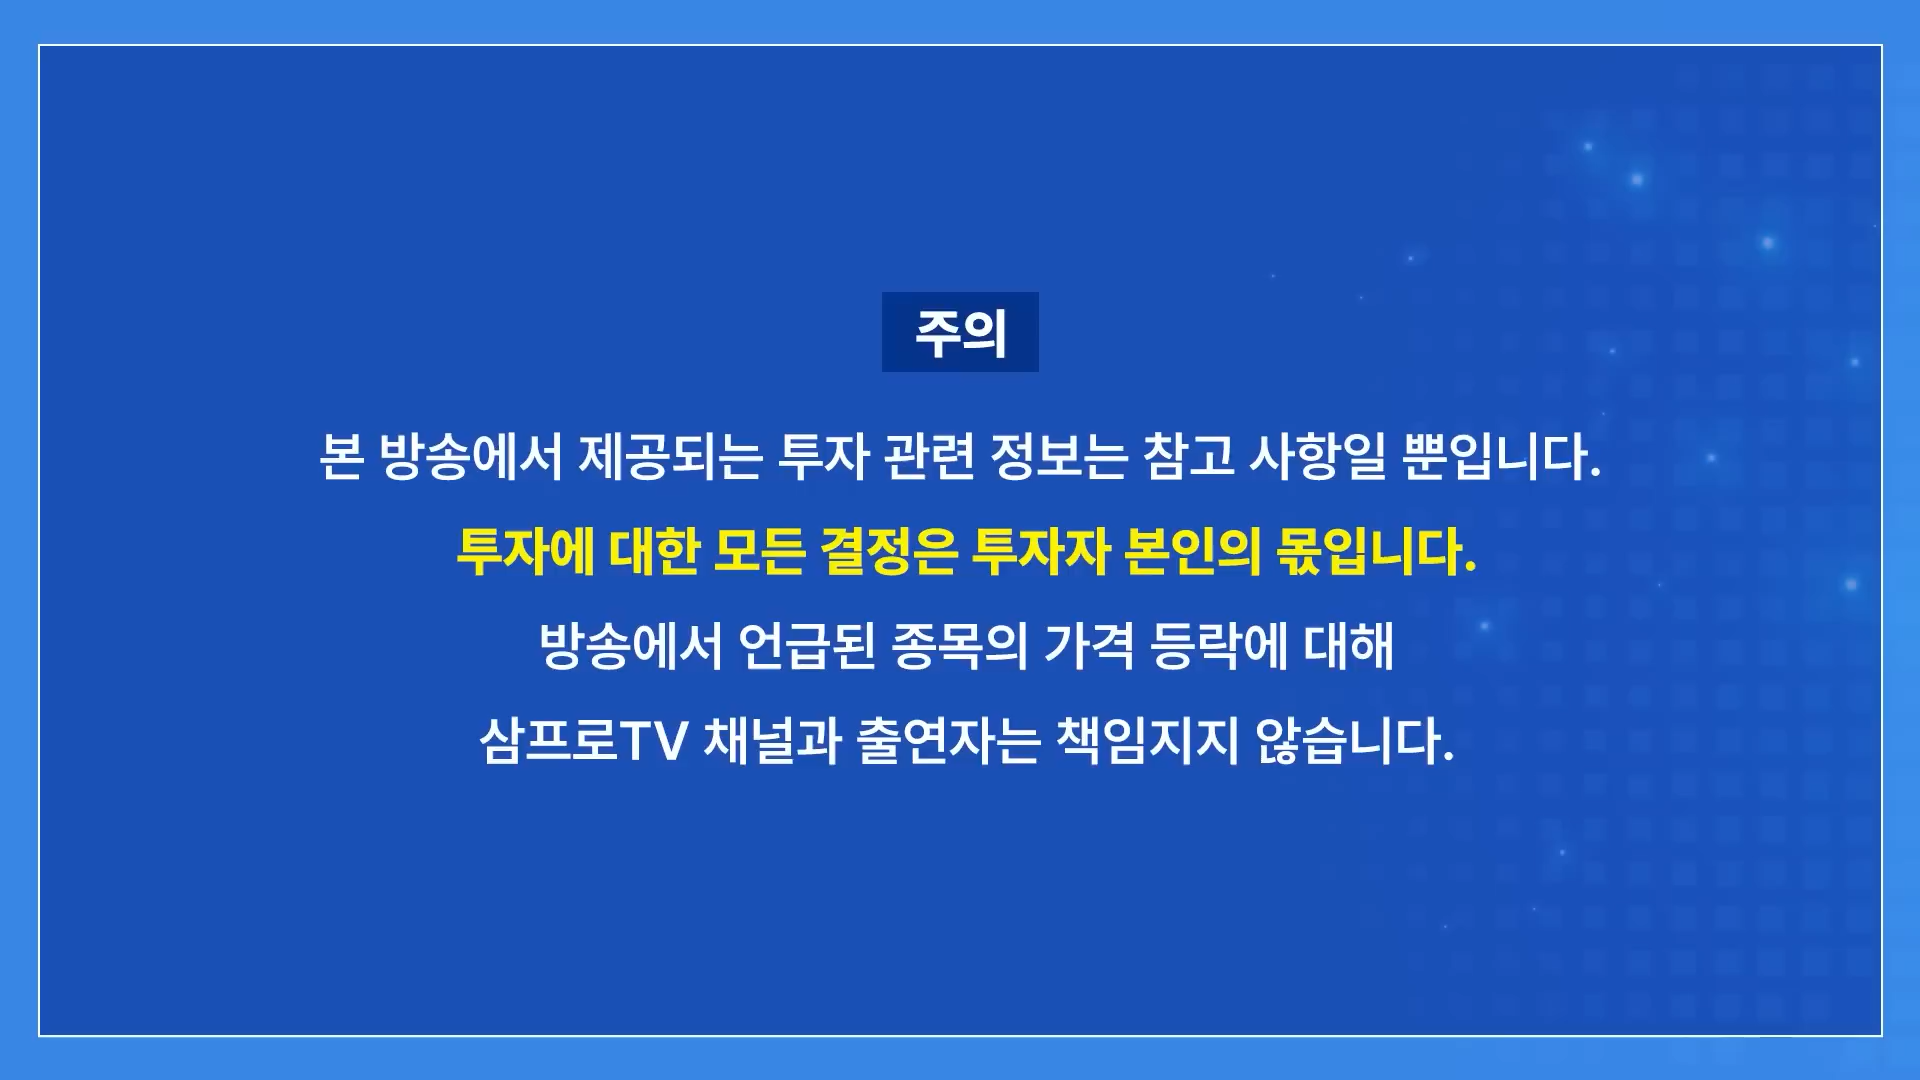 주의
본 방송에서 제공되는 투자 관련 정보는 참고 사항일 뿐입니다.
투자에 대한 모든 결정은 투자자 본인의 몫입니다.
방송에서 언급된 종목의 가격 등락에 대해
삼프로TV 채널과 출연자는 책임지지 않습니다.